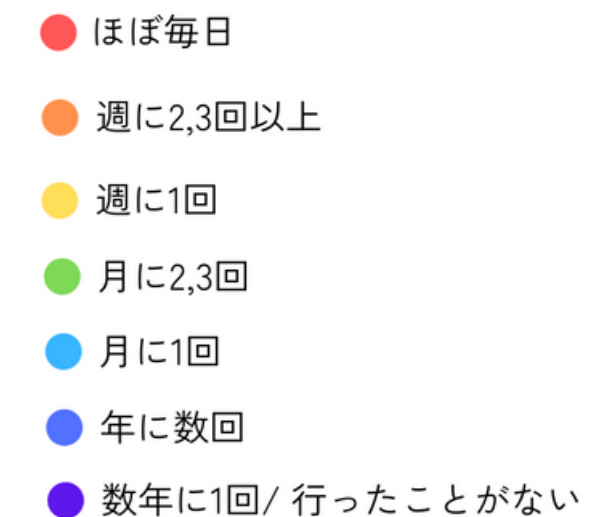 ほぼ毎日
週に2,3回以上
週に1回
月に2,3回
月に1回
年に数回
数年に1回/ 行ったことがない